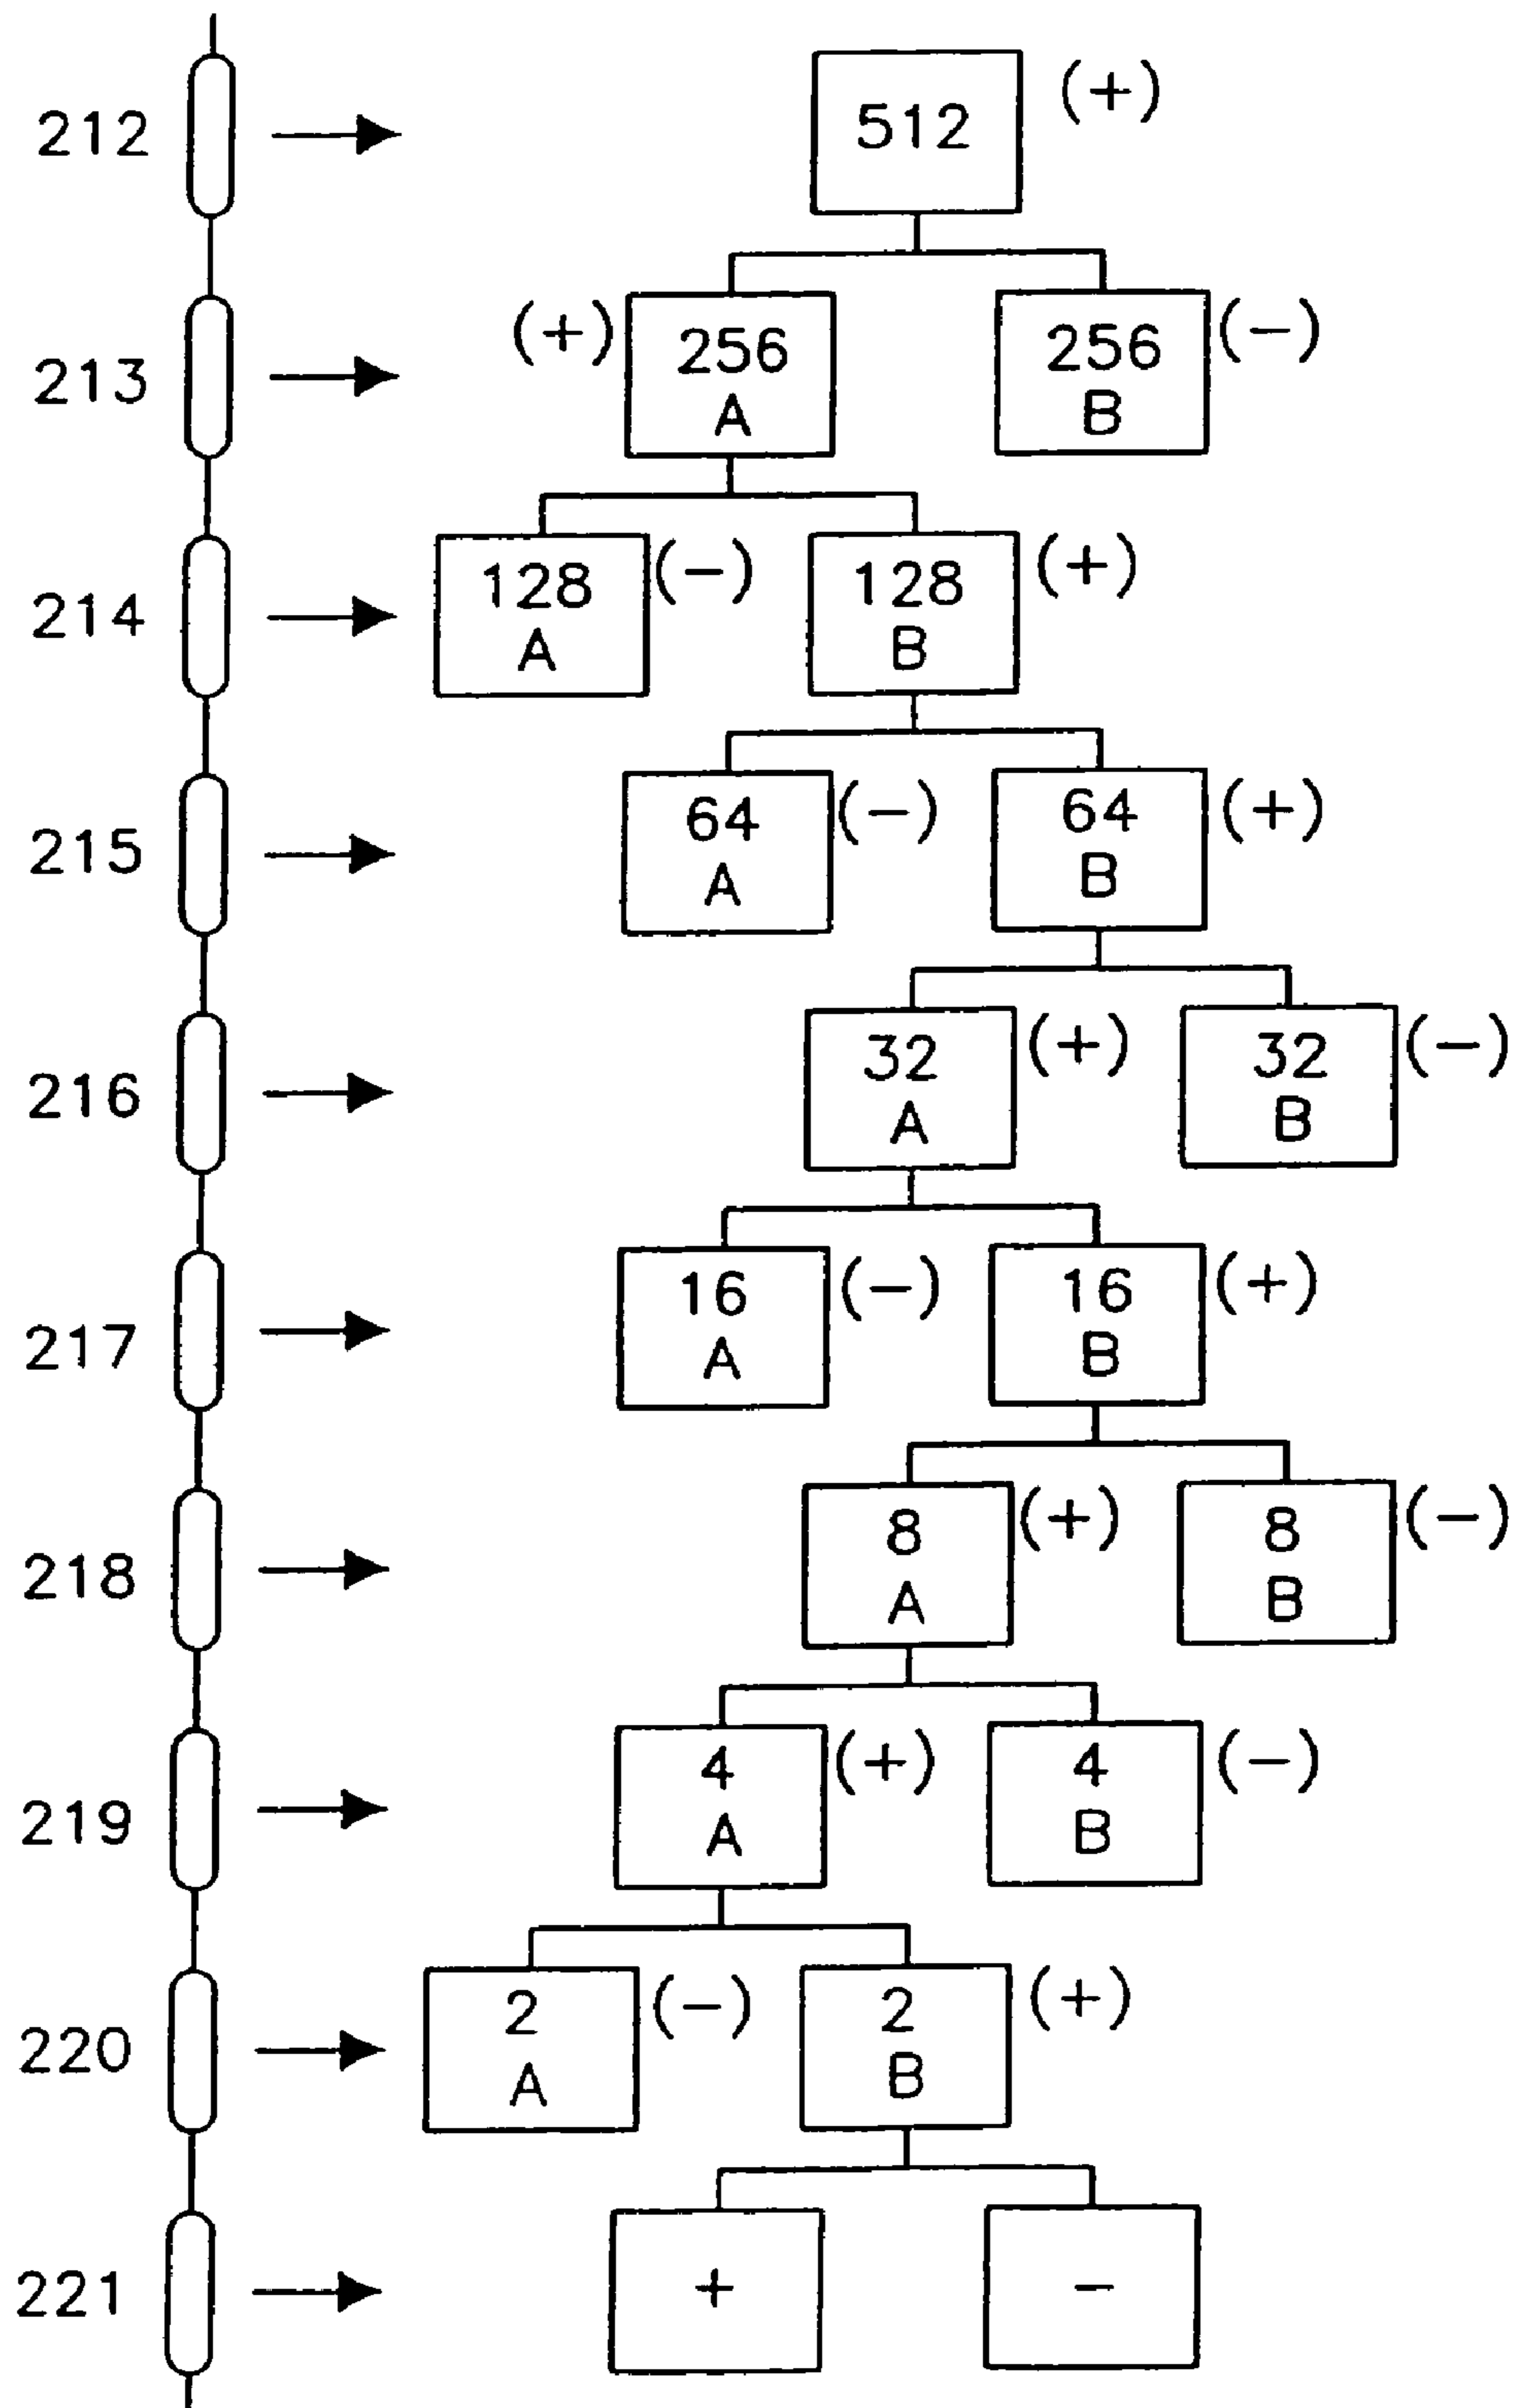 212
512 (+)
213
(+) 256 A
256 B (-)
214
128 A (-)
128 B (+)
215
64 A (-)
64 B (+)
216
32 A (+)
32 B (-)
217
16 A (-)
16 B (+)
218
8 A (+)
8 B (-)
219
4 A (+)
4 B (-)
220
2 A (-)
2 B (+)
221
+
-